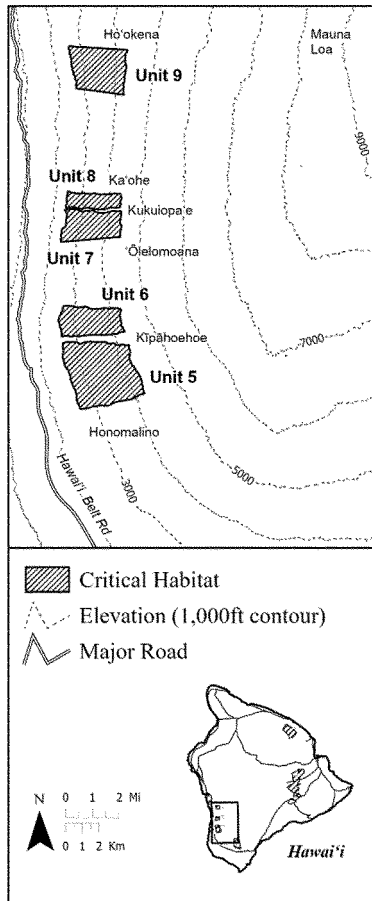 Ho'okena
Mauna
Loa
Unit 9
9000
Unit 8
Ka'ohe
Kukuiopa'e
Unit 7
'Ōlelomoana
Unit 6
Kīpāhoehoe
7000
Unit 5
Honomalino
5000
3000
Hawai'i Belt Rd
Critical Habitat
Elevation (1,000ft contour)
Major Road
N
0 1 2 Mi
0 1 2 Km
Hawai'i